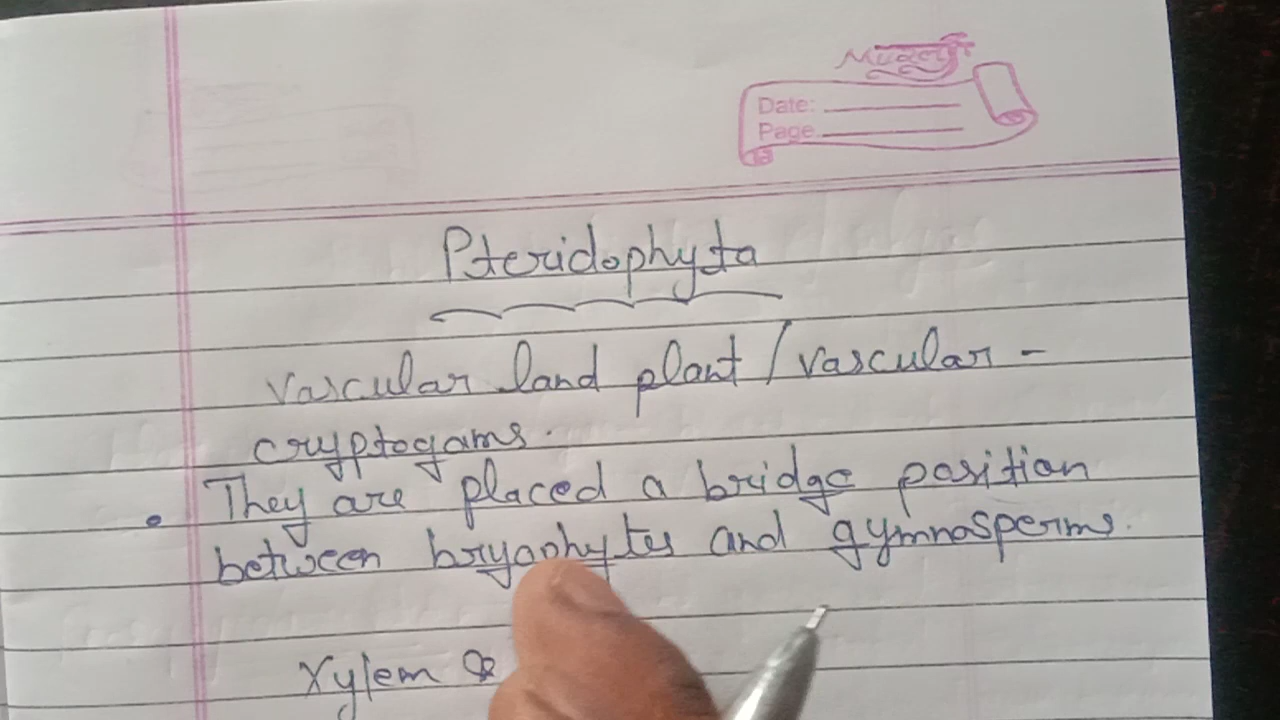 Date:
Page
Pteridophyta
Vascular land plant / vascular -
cryptogams.
They are placed a bridge position
between bryophytes and gymnosperms.
Xylem &